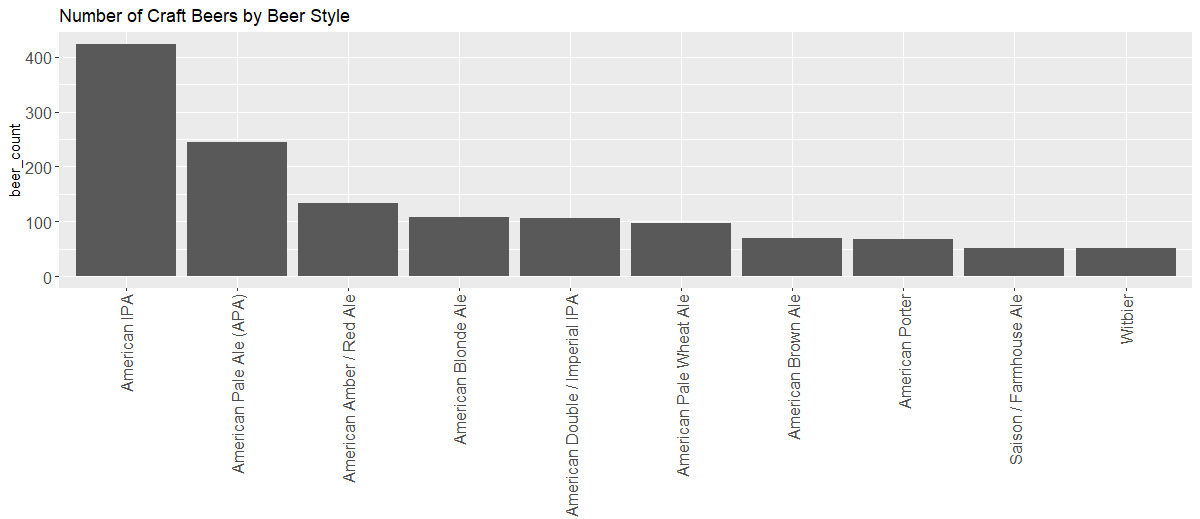 Number of Craft Beers by Beer Style
beer_count
400
300
200
100
0
American IPA
American Pale Ale (APA)
American Amber / Red Ale
American Blonde Ale
American Double / Imperial IPA
American Pale Wheat Ale
American Brown Ale
American Porter
Saison / Farmhouse Ale
Witbier